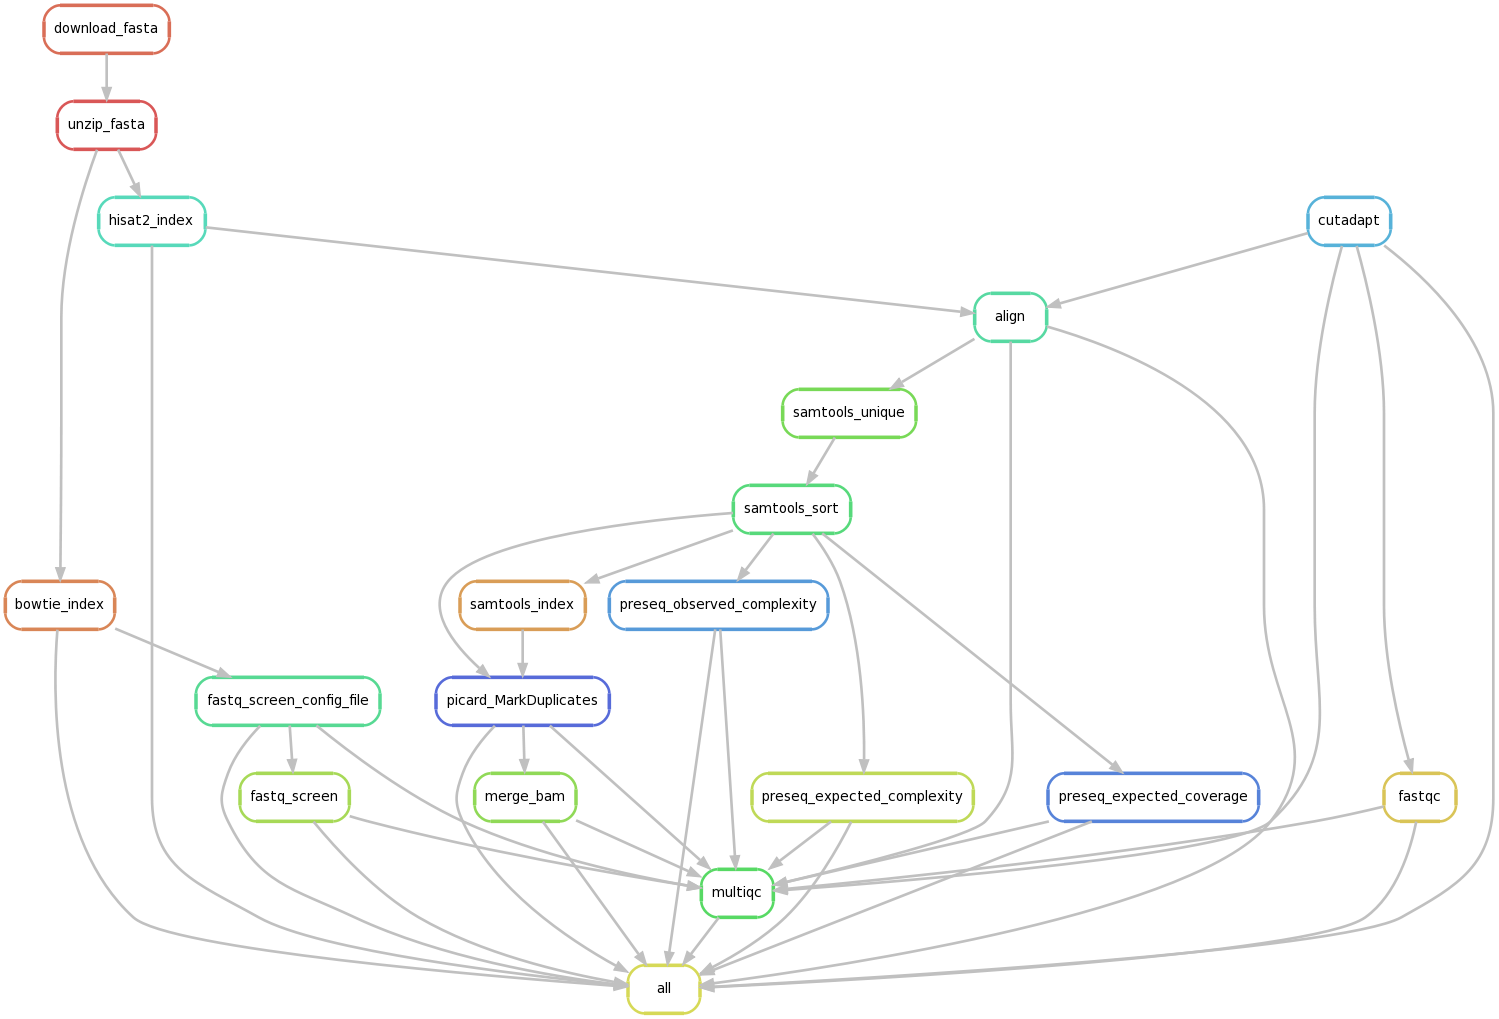 download_fasta
unzip_fasta
hisat2_index
cutadapt
align
samtools_unique
samtools_sort
bowtie_index
samtools_index
preseq_observed_complexity
fastq_screen_config_file
picard_MarkDuplicates
fastq_screen
merge_bam
preseq_expected_complexity
preseq_expected_coverage
fastqc
multiqc
all